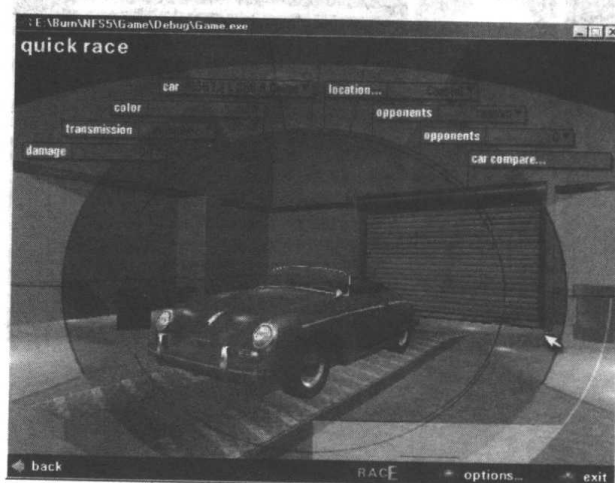 E:\Burn\NFS5\Game\Debug\Game.exe
quick race
car
location...
color
opponents
transmission
opponents
damage
car compare...
back
RACE
options...
exit